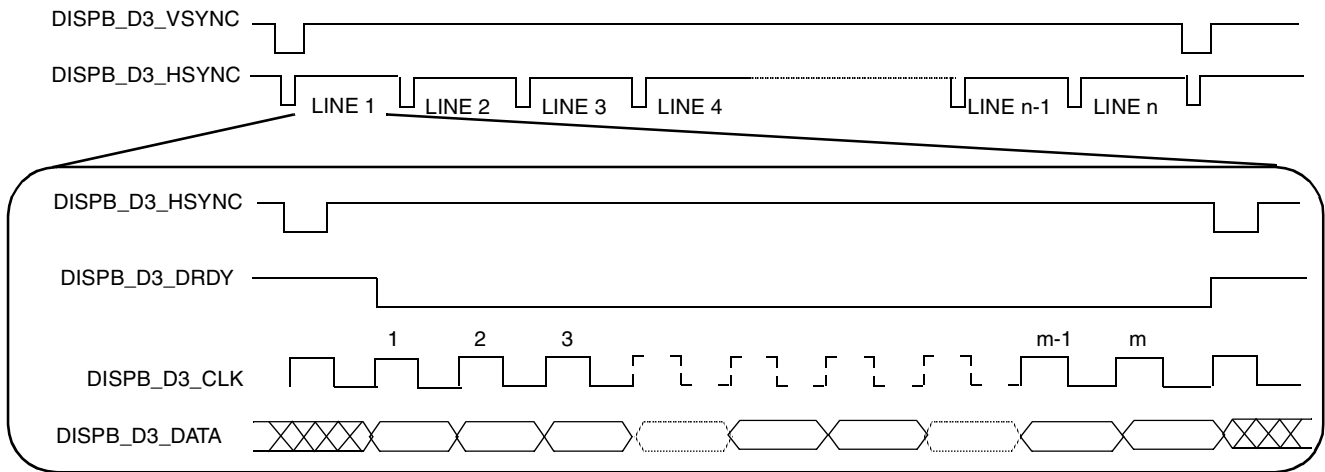 DISPB_D3_VSYNC
DISPB_D3_HSYNC
LINE 1 LINE 2 LINE 3 LINE 4 LINE n-1 LINE n
DISPB_D3_HSYNC
DISPB_D3_DRDY
1 2 3 m-1 m
DISPB_D3_CLK
DISPB_D3_DATA